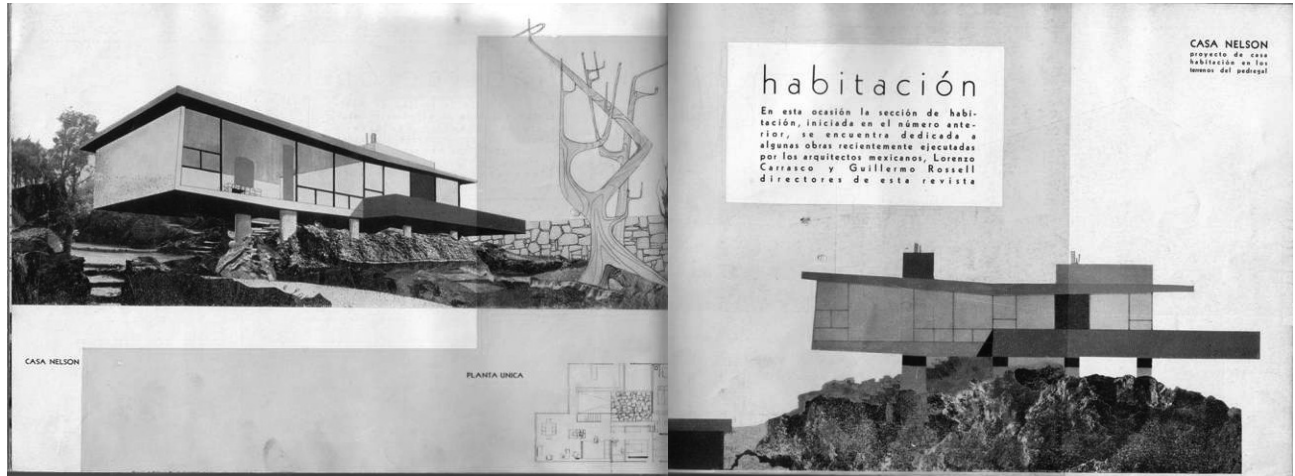 CASA NELSON
PLANTA UNICA
habitación
En esta ocasión la sección de habi-
tación, iniciada en el número ante-
rior, se encuentra dedicada a
algunas obras recientemente ejecutadas
por los arquitectos mexicanos, Lorenzo
Carrasco y Guillermo Rossell
directores de esta revista
CASA NELSON
proyecto de casa
habitación en los
terrenos del pedregal